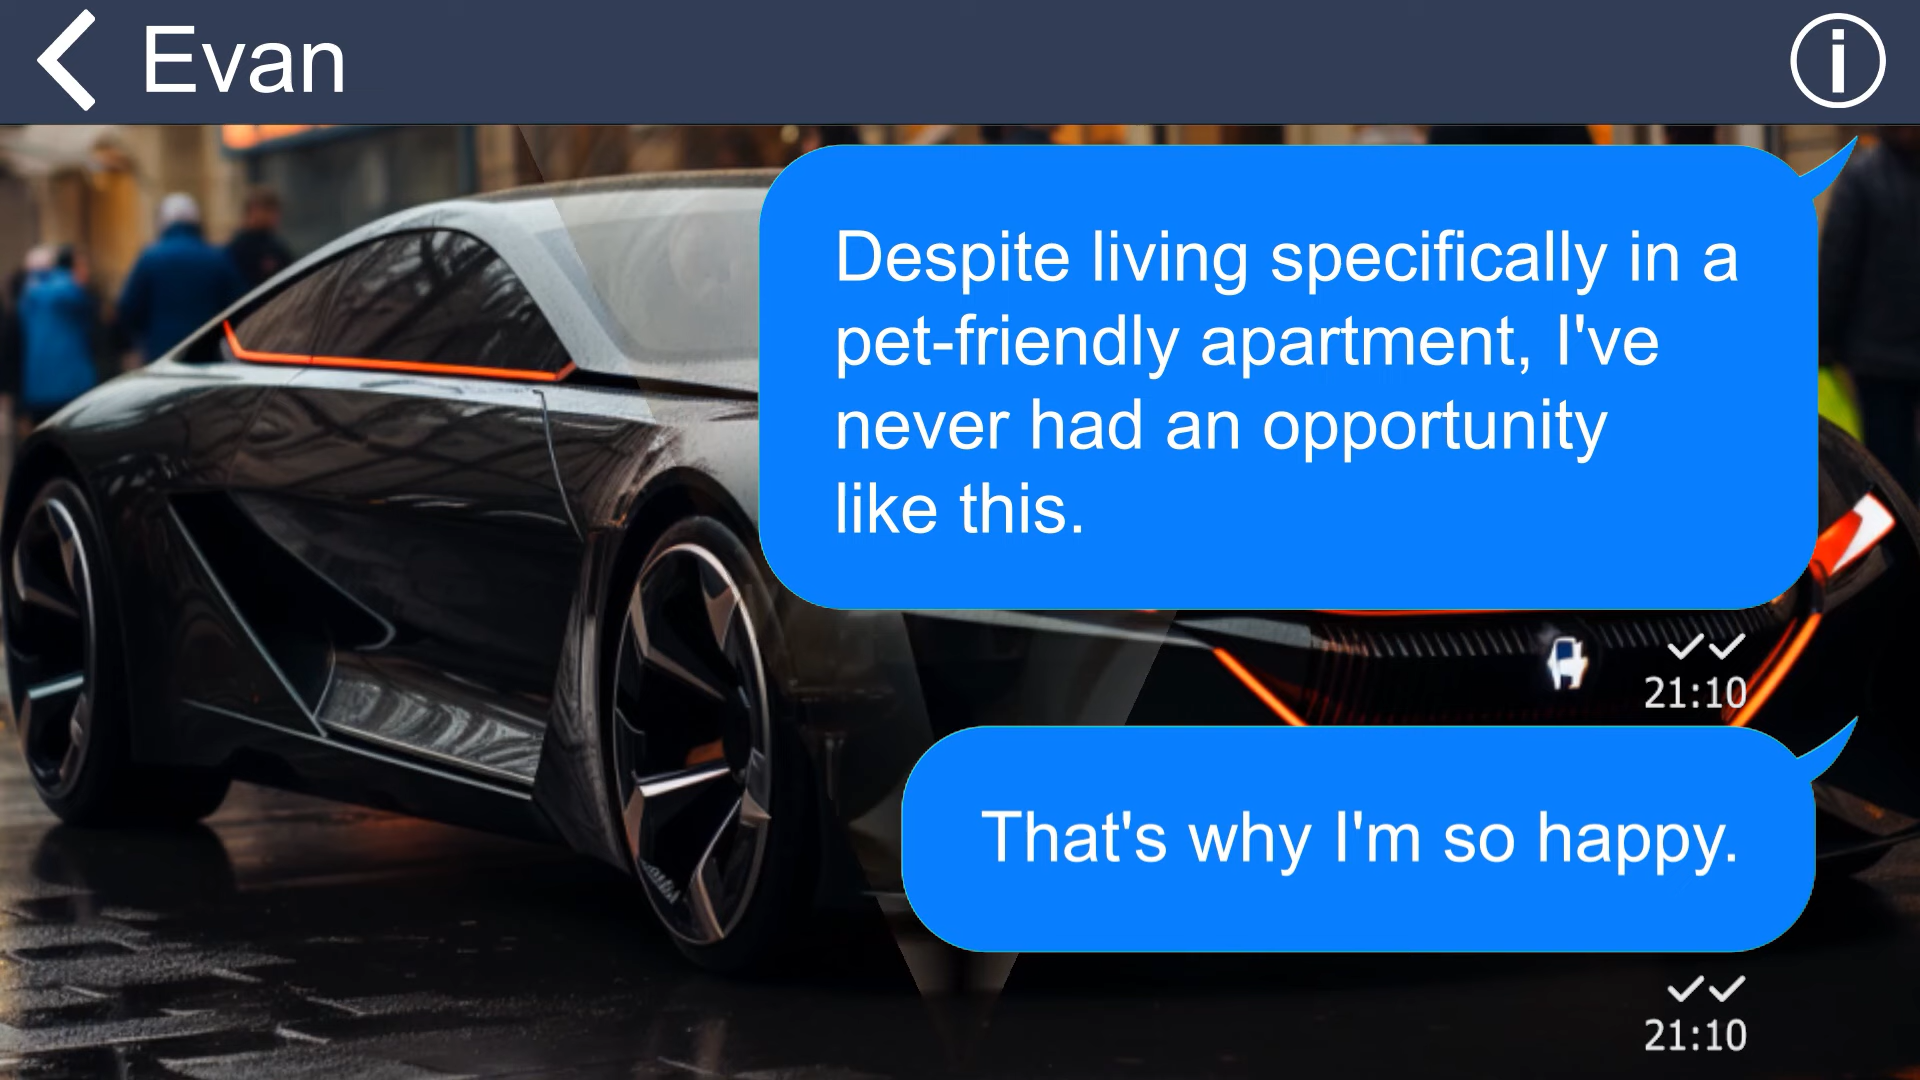 Evan
Despite living specifically in a
pet-friendly apartment, I've
never had an opportunity
like this.
21:10
That's why I'm so happy.
21:10